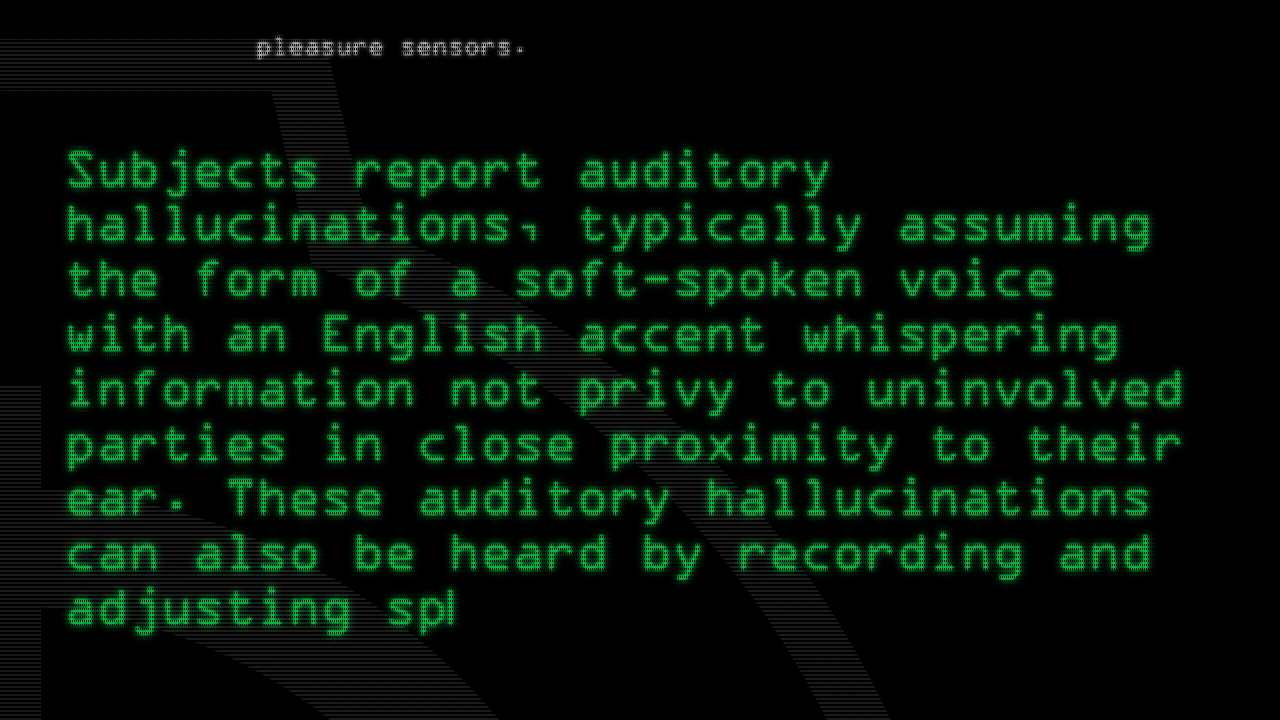 pleasure sensors.
Subjects report auditory
hallucinations, typically assuming
the form of a soft-spoken voice
with an English accent whispering
information not privy to uninvolved
parties in close proximity to their
ear. These auditory hallucinations
can also be heard by recording and
adjusting sp